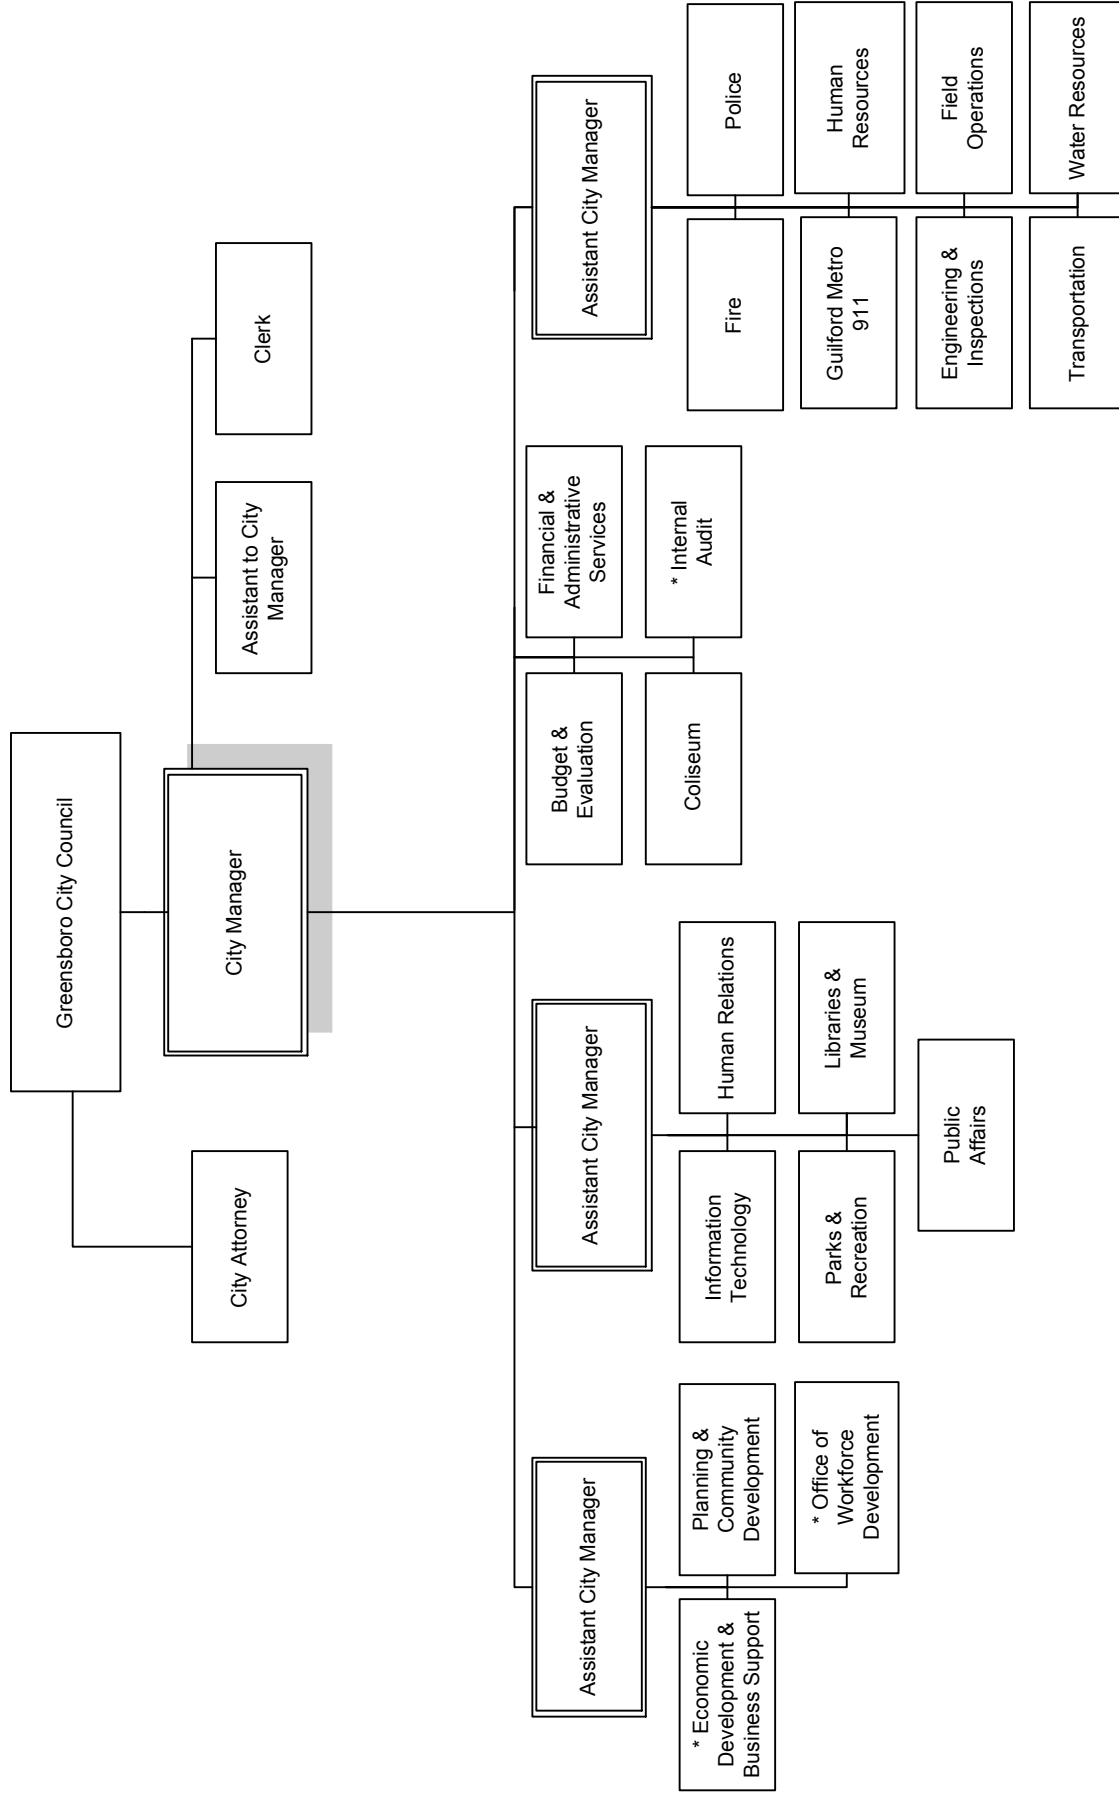 Greensboro City Council
City Attorney
City Manager
Assistant to City
Manager
Clerk
Assistant City Manager
* Economic
Development &
Business Support
Planning &
Community
Development
* Office of
Workforce
Development
Assistant City Manager
Information
Technology
Human Relations
Parks &
Recreation
Libraries &
Museum
Public
Affairs
Budget &
Evaluation
Financial &
Administrative
Services
Coliseum
* Internal
Audit
Assistant City Manager
Fire
Police
Guilford Metro
911
Human
Resources
Engineering &
Inspections
Field
Operations
Transportation
Water Resources